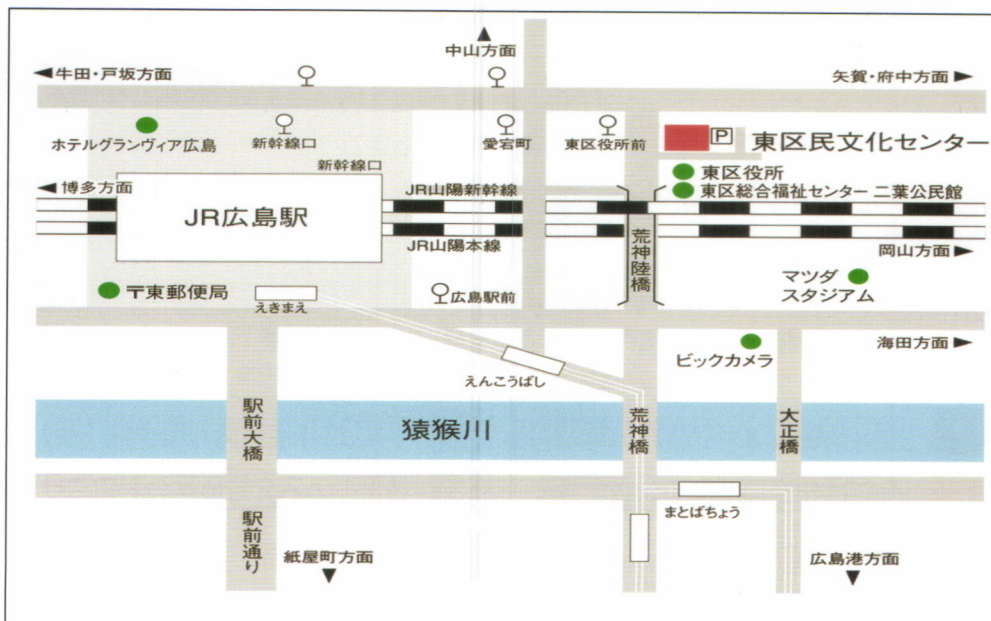 中山方面
牛田・戸坂方面
矢賀・府中方面
ホテルグランヴィア広島
新幹線口
愛宕町
東区役所前
P
東区民文化センター
新幹線口
東区役所
博多方面
JR山陽新幹線
東区総合福祉センター 二葉公民館
JR広島駅
JR山陽本線
荒神陸橋
岡山方面
マツダ
スタジアム
〒東郵便局
えきまえ
広島駅前
海田方面
ビックカメラ
えんこうばし
駅前大橋
猿猴川
荒神橋
大正橋
まとばちょう
駅前通り
紙屋町方面
広島港方面